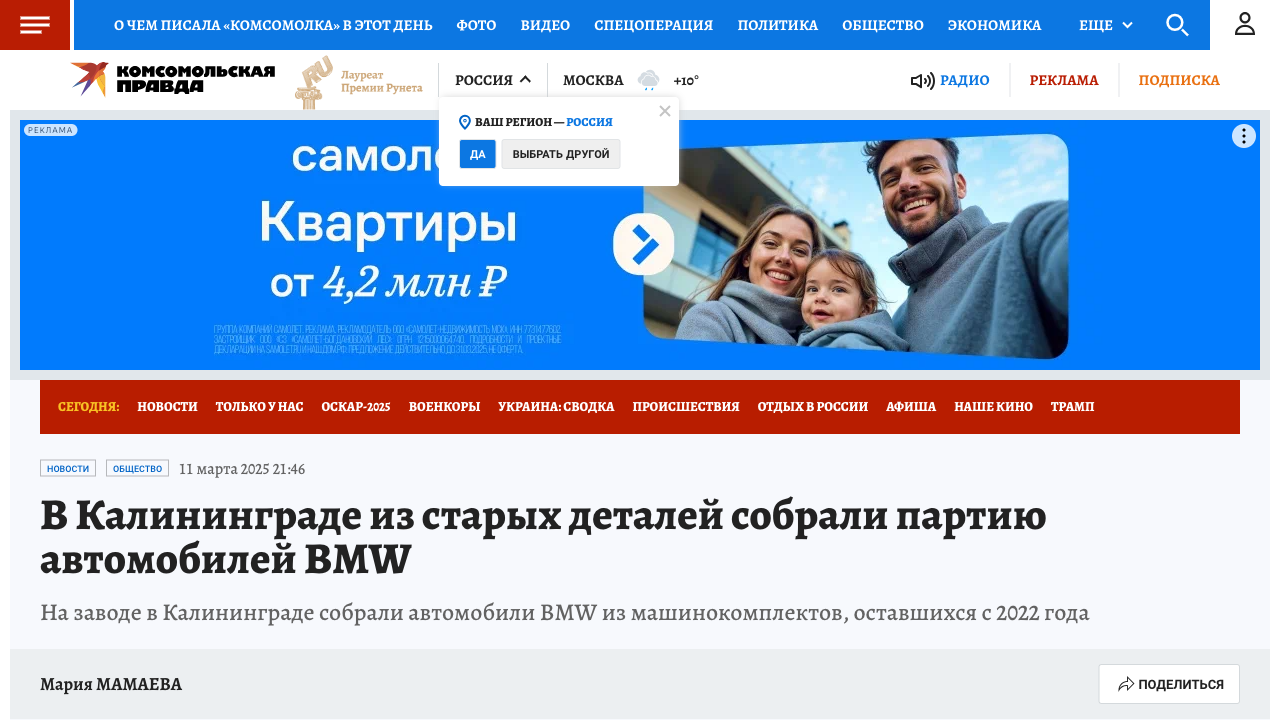 О ЧЕМ ПИСАЛА «КОМСОМОЛКА» В ЭТОТ ДЕНЬ ФОТО ВИДЕО СПЕЦОПЕРАЦИЯ ПОЛИТИКА ОБЩЕСТВО ЭКОНОМИКА ЕЩЕ
КОМСОМОЛЬСКАЯ
ПРАВДА
.RU
Лауреат
Премии Рунета
РОССИЯ
МОСКВА +10°
РАДИО РЕКЛАМА ПОДПИСКА
ВАШ РЕГИОН — РОССИЯ
ДА ВЫБРАТЬ ДРУГОЙ
РЕКЛАМА
Квартиры
от 4,2 млн ₽
СЕГОДНЯ: НОВОСТИ ТОЛЬКО У НАС ОСКАР-2025 ВОЕНКОРЫ УКРАИНА: СВОДКА ПРОИСШЕСТВИЯ ОТДЫХ В РОССИИ АФИША НАШЕ КИНО ТРАМП
НОВОСТИ ОБЩЕСТВО 11 марта 2025 21:46
В Калининграде из старых деталей собрали партию
автомобилей BMW
На заводе в Калининграде собрали автомобили BMW из машинокомплектов, оставшихся с 2022 года
Мария МАМАЕВА
ПОДЕЛИТЬСЯ